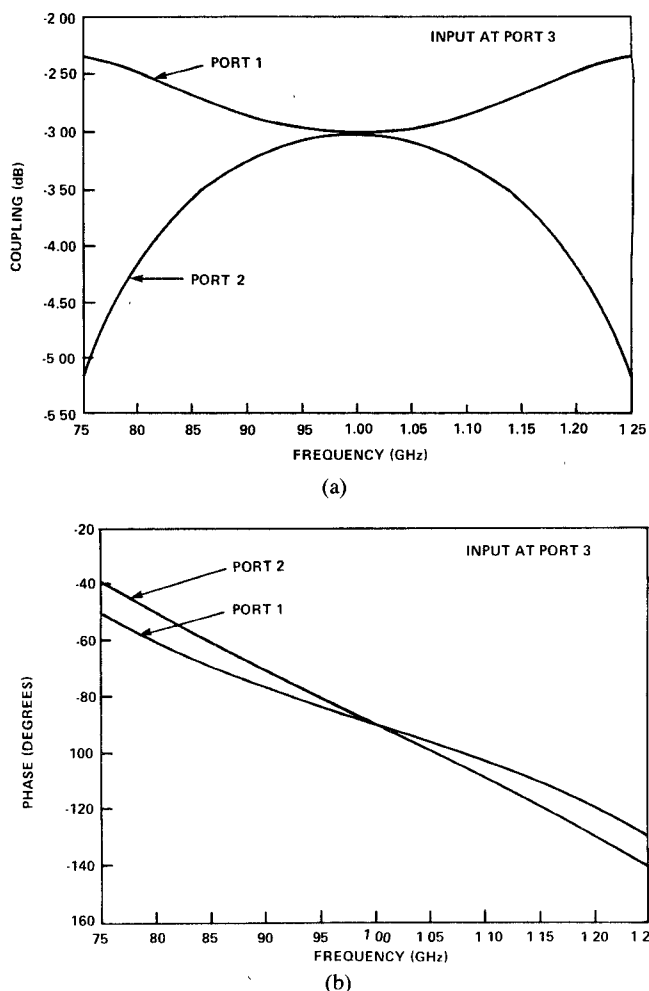 -2 00
INPUT AT PORT 3
PORT 1
-2.50
-3.00
-3.50
-4.00
PORT 2
-4.50
-5 00
-5 50
COUPLING (dB)
75 80 85 90 95 1.00 1.05 1.10 1.15 1.20 1 25
FREQUENCY (GHz)
(a)
-20
INPUT AT PORT 3
PORT 2
-40
PORT 1
-60
-80
100
-120
-140
160
PHASE (DEGREES)
75 80 85 90 95 1 00 1 05 1 10 1 15 1 20 1 25
FREQUENCY (GHz)
(b)